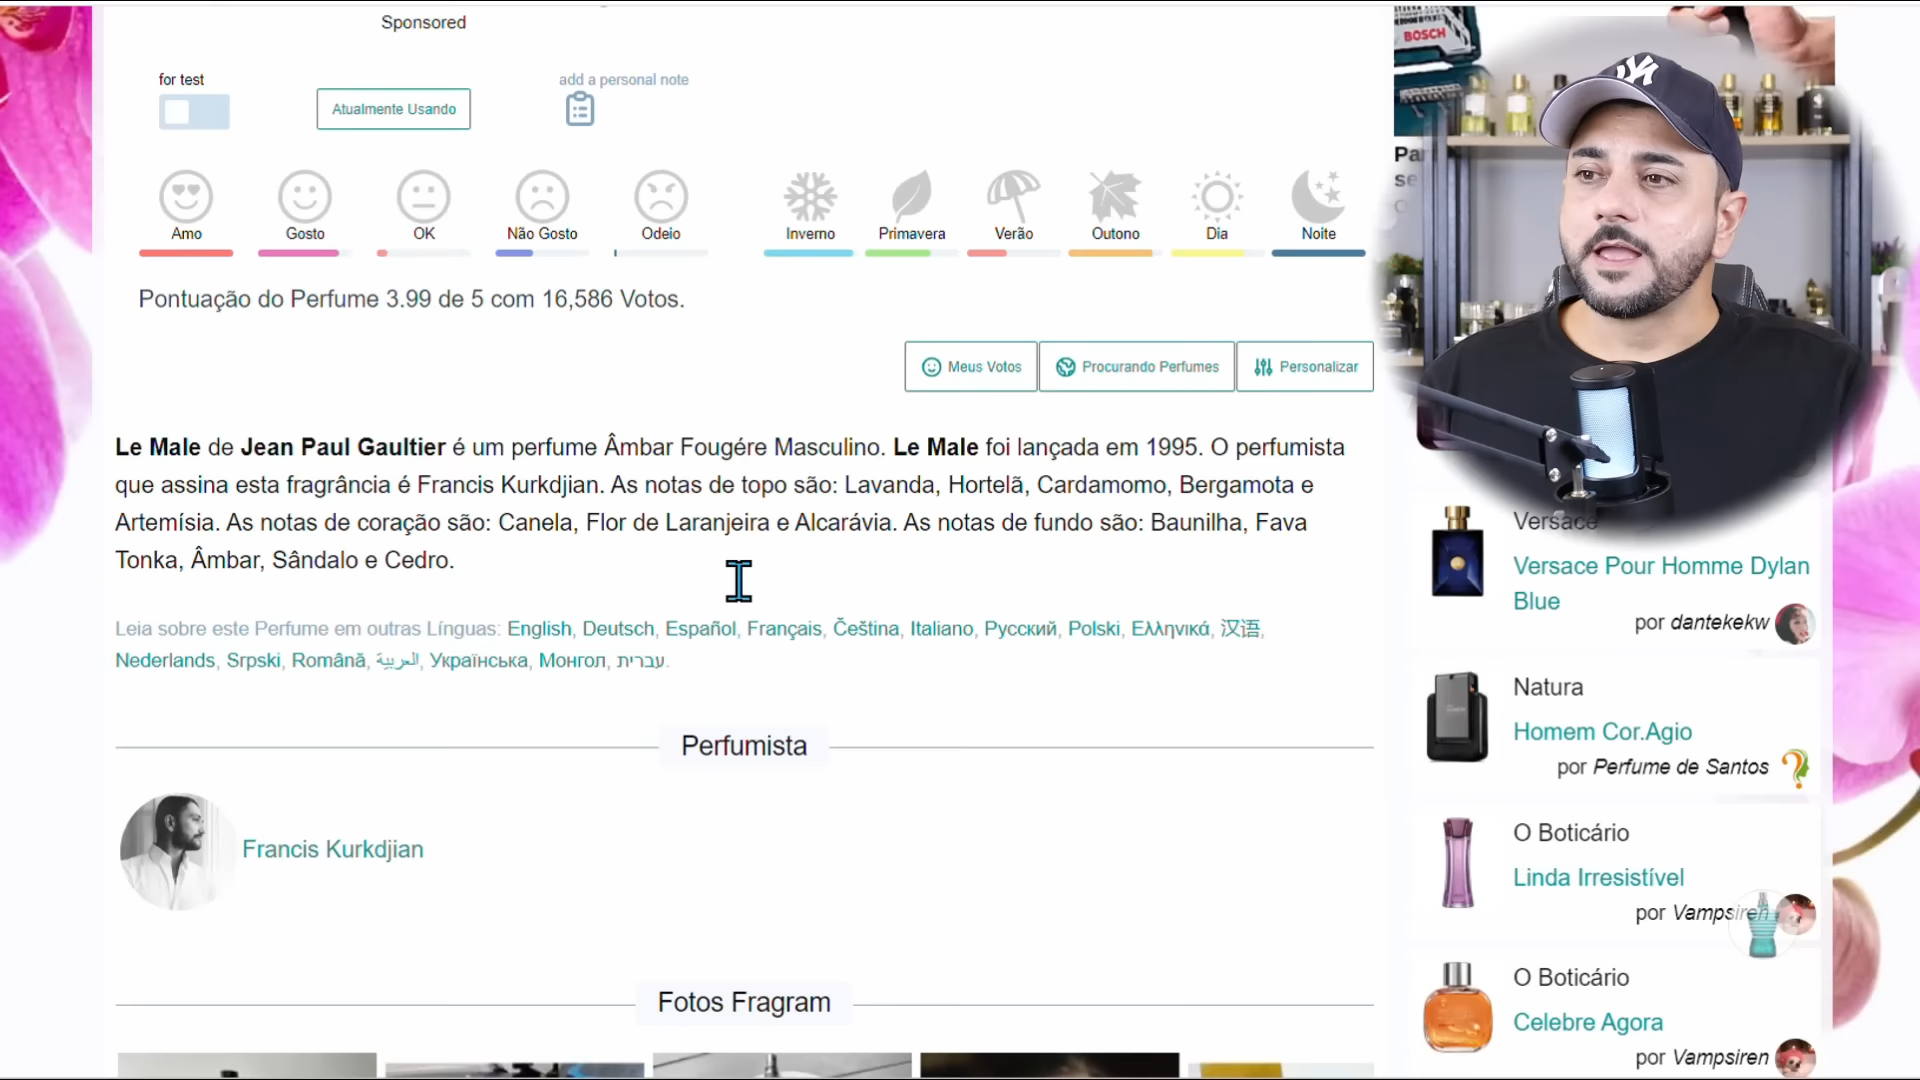 Sponsored
for test
Atualmente Usando
add a personal note
Amo
Gosto
OK
Não Gosto
Odeio
Inverno
Primavera
Verão
Outono
Dia
Noite
Pontuação do Perfume 3.99 de 5 com 16,586 Votos.
Meus Votos
Procurando Perfumes
Personalizar
Le Male de Jean Paul Gaultier é um perfume Âmbar Fougére Masculino. Le Male foi lançada em 1995. O perfumista
que assina esta fragrância é Francis Kurkdjian. As notas de topo são: Lavanda, Hortelã, Cardamomo, Bergamota e
Artemísia. As notas de coração são: Canela, Flor de Laranjeira e Alcarávia. As notas de fundo são: Baunilha, Fava
Tonka, Âmbar, Sândalo e Cedro.
Leia sobre este Perfume em outras Línguas: English, Deutsch, Español, Français, Čeština, Italiano, Русский, Polski, Ελληνικά, 汉语,
Nederlands, Srpski, Română, العربية, Українська, Монгол, עברית.
Perfumista
Francis Kurkdjian
Fotos Fragram
BOSCH
Versace
Versace Pour Homme Dylan
Blue
por dantekekw
Natura
Homem Cor.Agio
por Perfume de Santos
O Boticário
Linda Irresistível
por Vampsiren
O Boticário
Celebre Agora
por Vampsiren